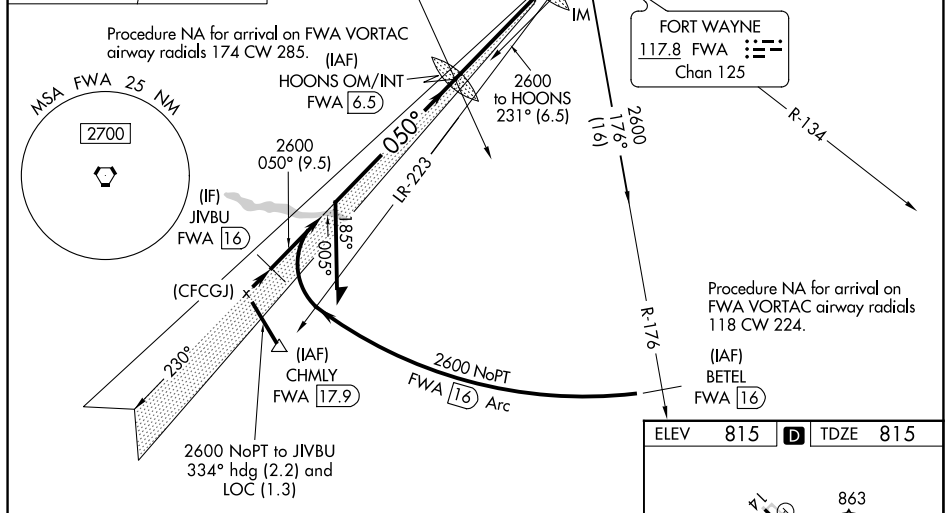 Procedure NA for arrival on FWA VORTAC
airway radials 174 CW 285.
(IAF)
HOONS OM/INT
FWA 6.5
IM
FORT WAYNE
117.8 FWA
Chan 125
2600
to HOONS
231° (6.5)
2600
176°
(16)
R-134
MSA FWA 25 NM
2700
2600
050° (9.5)
050°
LR-223
(IF)
JIVBU
FWA 16
185°
005°
(CFCGJ) x
Procedure NA for arrival on
FWA VORTAC airway radials
118 CW 224.
R-176
230°
(IAF)
CHMLY
FWA 17.9
2600 NoPT
FWA 16 Arc
(IAF)
BETEL
FWA 16
2600 NoPT to JIVBU
334° hdg (2.2) and
LOC (1.3)
ELEV 815 D TDZE 815
14
863